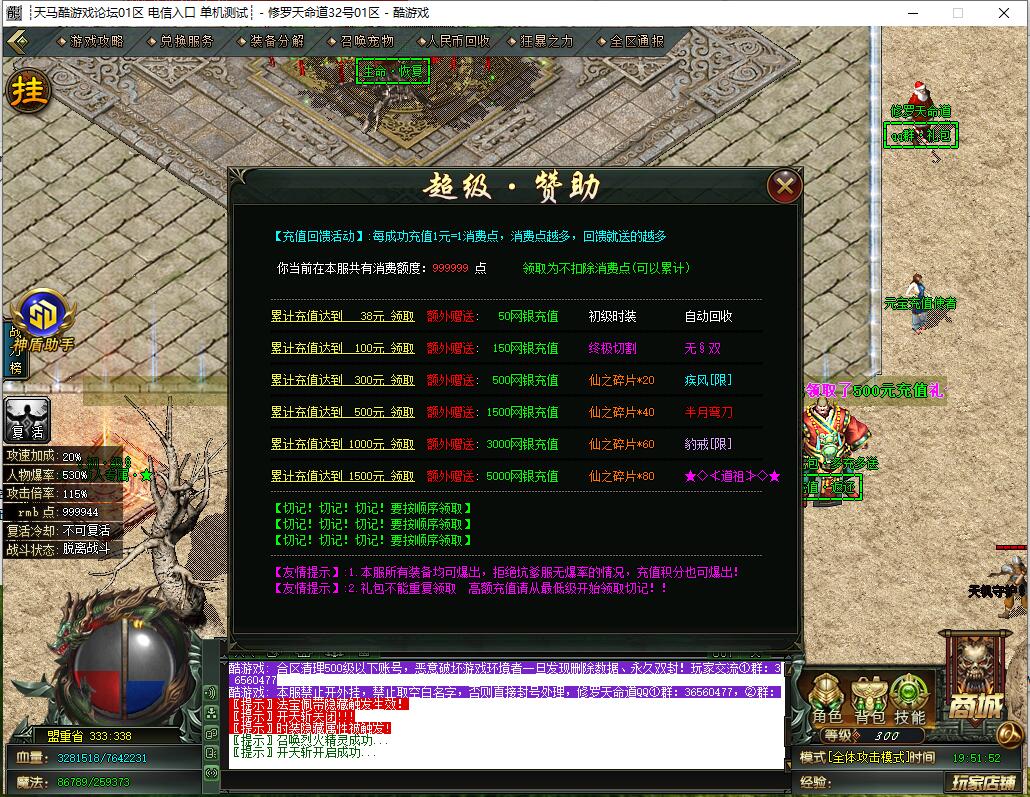 天马酷游戏论坛01区 电信入口 单机测试 - 修罗天命道32号01区 - 酷游戏
游戏攻略 兑换服务 装备分解 召唤宠物 人民币回收 狂暴之力 全区通报
挂
生命·恢复
修罗天命道
qq群·礼包
超级·赞助
【充值回馈活动】:每成功充值1元=1消费点,消费点越多,回馈就送的越多
你当前在本服共有消费额度: 999999 点 领取为不扣除消费点(可以累计)
累计充值达到 38元 领取 额外赠送: 50网银充值 初级时装 自动回收
累计充值达到 100元 领取 额外赠送: 150网银充值 终极切割 无§双
累计充值达到 300元 领取 额外赠送: 500网银充值 仙之碎片*20 疾风[限]
累计充值达到 500元 领取 额外赠送: 1500网银充值 仙之碎片*40 半月弯刀
累计充值达到 1000元 领取 额外赠送: 3000网银充值 仙之碎片*60 豹戒[限]
累计充值达到 1500元 领取 额外赠送: 5000网银充值 仙之碎片*80 ★◇≮道祖≯◇★
【切记!切记!切记!要按顺序领取】
【切记!切记!切记!要按顺序领取】
【切记!切记!切记!要按顺序领取】
【友情提示】:1.本服所有装备均可爆出,拒绝坑爹服无爆率的情况,充值积分也可爆出!
【友情提示】:2.礼包不能重复领取 高额充值请从最低级开始领取切记!!
元宝充值使者
领取了500元充值礼
神盾助手
榜
复活
攻速加成: 20%
人物爆率: 530%
攻击倍率: 115%
rmb 点: 999944
复活冷却: 不可复活
战斗状态: 脱离战斗
天帆守护
酷游戏: 合区清理500级以下账号,恶意破坏游戏环境者一旦发现删除数据、永久双封!玩家交流①群:3
6560477
酷游戏: 本服禁止开外挂,禁止取空白名字,否则直接封号处理,修罗天命道QQ①群:36560477,②群:
〖提示〗法宝佩带隐藏触发生效!
〖提示〗开天斩关闭!!!
〖提示〗时装隐藏属性被触发!
〖提示〗召唤烈火精灵成功...
〖提示〗开天斩开启成功...
盟重省 333:338
血量: 3281518/7642231
魔法: 86789/259373
角色 背包 技能
商城
等级 300
模式[全体攻击模式]时间 19:51:52
经验:
玩家店铺